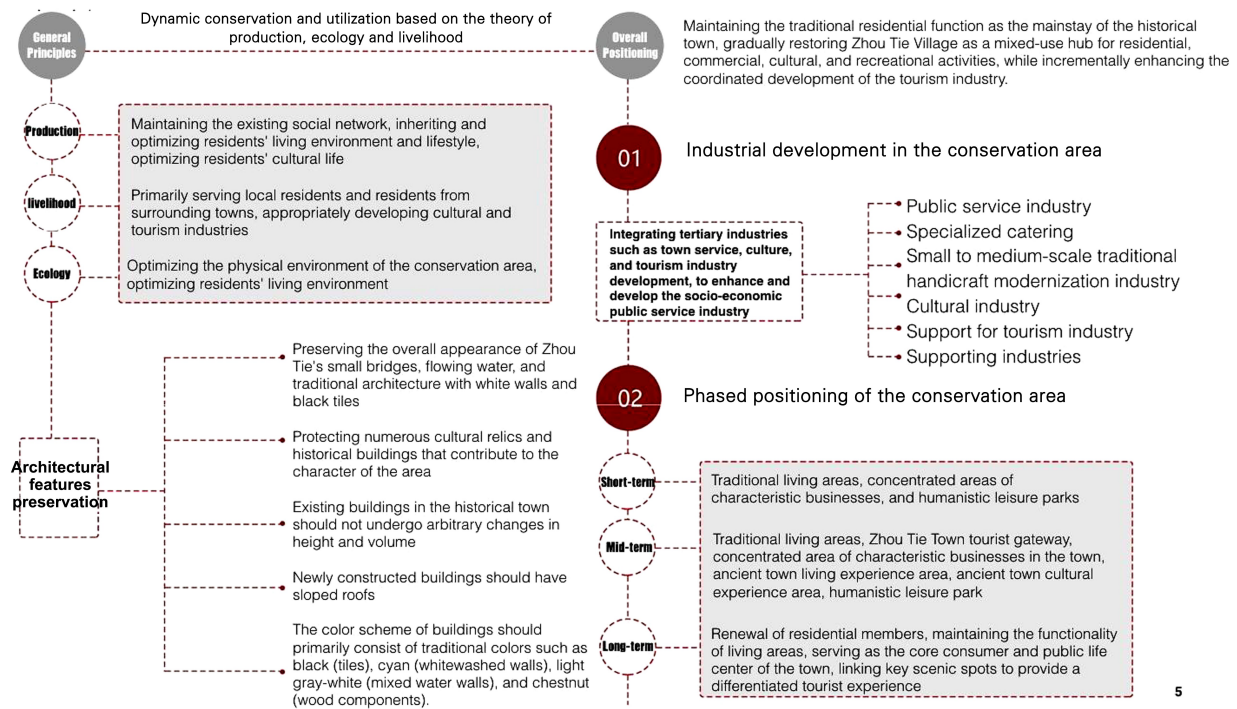 General
Principles
Dynamic conservation and utilization based on the theory of
production, ecology and livelihood
Production
Maintaining the existing social network, inheriting and
optimizing residents' living environment and lifestyle,
optimizing residents' cultural life
livelihood
Primarily serving local residents and residents from
surrounding towns, appropriately developing cultural and
tourism industries
Ecology
Optimizing the physical environment of the conservation area,
optimizing residents' living environment
Architectural
features
preservation
Preserving the overall appearance of Zhou
Tie's small bridges, flowing water, and
traditional architecture with white walls and
black tiles
Protecting numerous cultural relics and
historical buildings that contribute to the
character of the area
Existing buildings in the historical town
should not undergo arbitrary changes in
height and volume
Newly constructed buildings should have
sloped roofs
The color scheme of buildings should
primarily consist of traditional colors such as
black (tiles), cyan (whitewashed walls), light
gray-white (mixed water walls), and chestnut
(wood components).
Overall
Positioning
Maintaining the traditional residential function as the mainstay of the historical
town, gradually restoring Zhou Tie Village as a mixed-use hub for residential,
commercial, cultural, and recreational activities, while incrementally enhancing the
coordinated development of the tourism industry.
01
Industrial development in the conservation area
Integrating tertiary industries
such as town service, culture,
and tourism industry
development, to enhance and
develop the socio-economic
public service industry
Public service industry
Specialized catering
Small to medium-scale traditional
handicraft modernization industry
Cultural industry
Support for tourism industry
Supporting industries
02
Phased positioning of the conservation area
Short-term
Traditional living areas, concentrated areas of
characteristic businesses, and humanistic leisure parks
Mid-term
Traditional living areas, Zhou Tie Town tourist gateway,
concentrated area of characteristic businesses in the town,
ancient town living experience area, ancient town cultural
experience area, humanistic leisure park
Long-term
Renewal of residential members, maintaining the functionality
of living areas, serving as the core consumer and public life
center of the town, linking key scenic spots to provide a
differentiated tourist experience
5